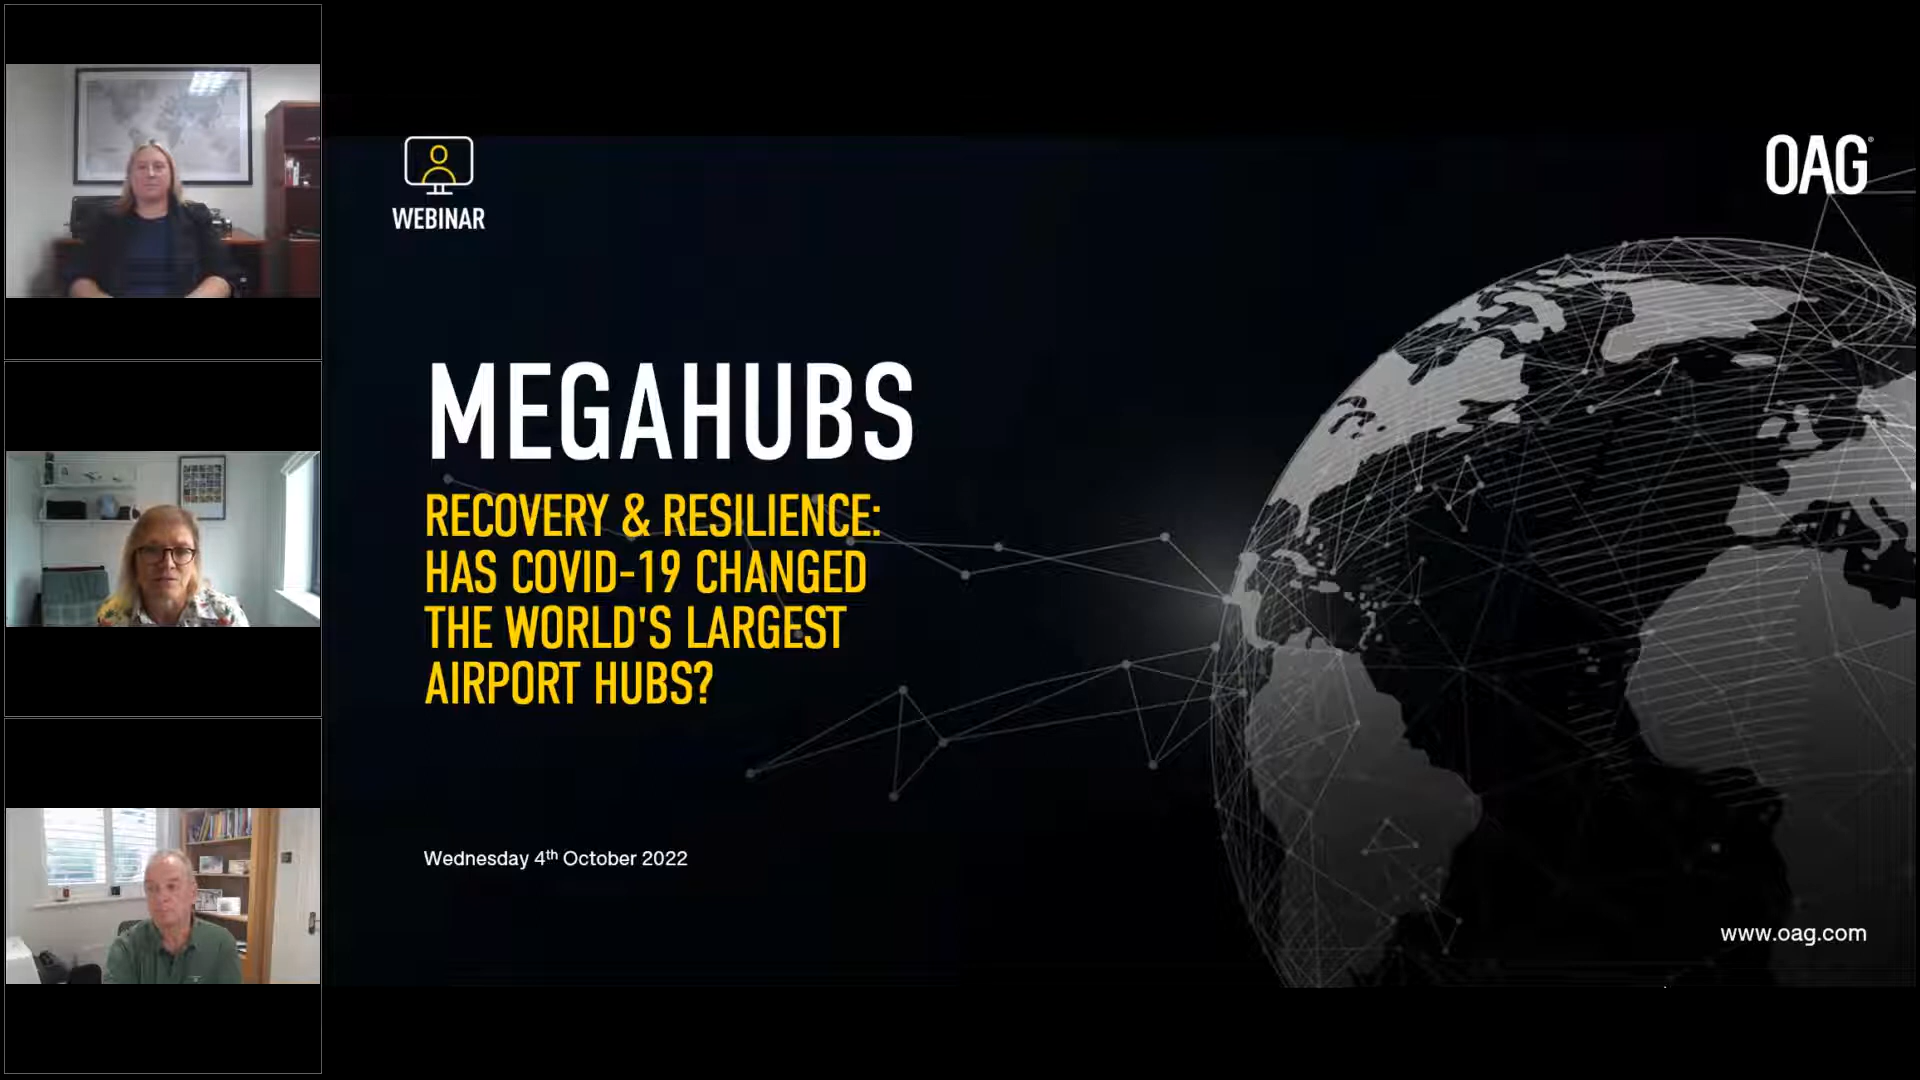 WEBINAR
OAG
MEGAHUBS
RECOVERY & RESILIENCE:
HAS COVID-19 CHANGED
THE WORLD'S LARGEST
AIRPORT HUBS?
Wednesday 4th October 2022
www.oag.com